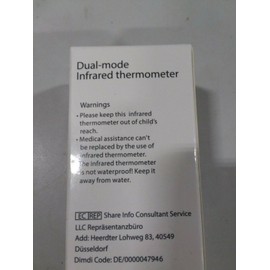 Dual-mode
Infrared thermometer
Warnings
• Please keep this infrared
thermometer out of child's
reach.
• Medical assistance can't
be replaced by the use of
infrared thermometer.
The infrared thermometer
is not waterproof! Keep it
away from water.
EC REP Share Info Consultant Service
LLC Repräsentanzbüro
Add: Heerdter Lohweg 83, 40549
Düsseldorf
Dimdi Code: DE/0000047946